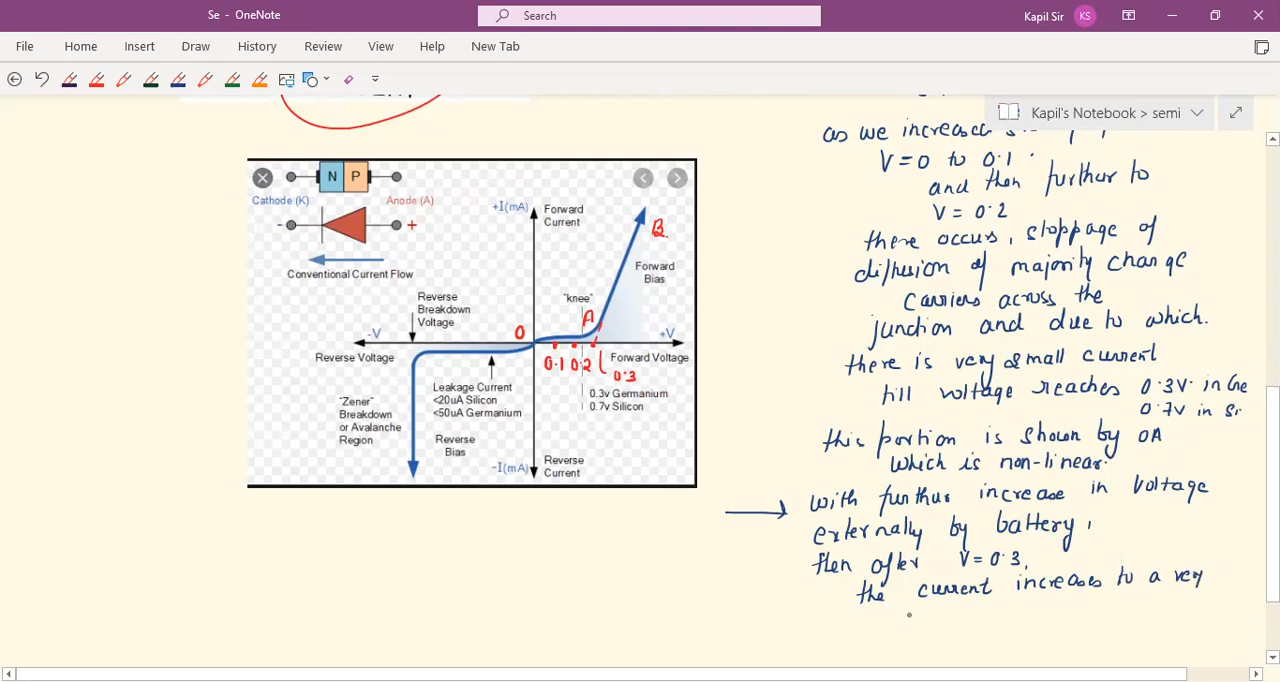 Se - OneNote
Search
Kapil Sir
KS
File Home Insert Draw History Review View Help New Tab
Kapil's Notebook > semi
as we increased
V = 0 to 0.1
and then further to
V = 0.2
there occurs, stoppage of
diffusion of majority charge
carriers across the
junction and due to which.
there is very small current
till voltage reaches 0.3V. in Ge
0.7V in Si
this portion is shown by OA
which is non-linear.
with further increase in voltage
externally by battery,
then after V = 0.3,
the current increases to a very
N P
Cathode (K) Anode (A)
- +
Conventional Current Flow
+I(mA) Forward
Current
B
Forward
Bias
"knee"
A
Reverse
Breakdown
Voltage
O
-V +V
Reverse Voltage Forward Voltage
0.1 0.2 0.3
Leakage Current
<20uA Silicon
<50uA Germanium
0.3v Germanium
0.7v Silicon
"Zener"
Breakdown
or Avalanche
Region
Reverse
Bias
-I(mA) Reverse
Current